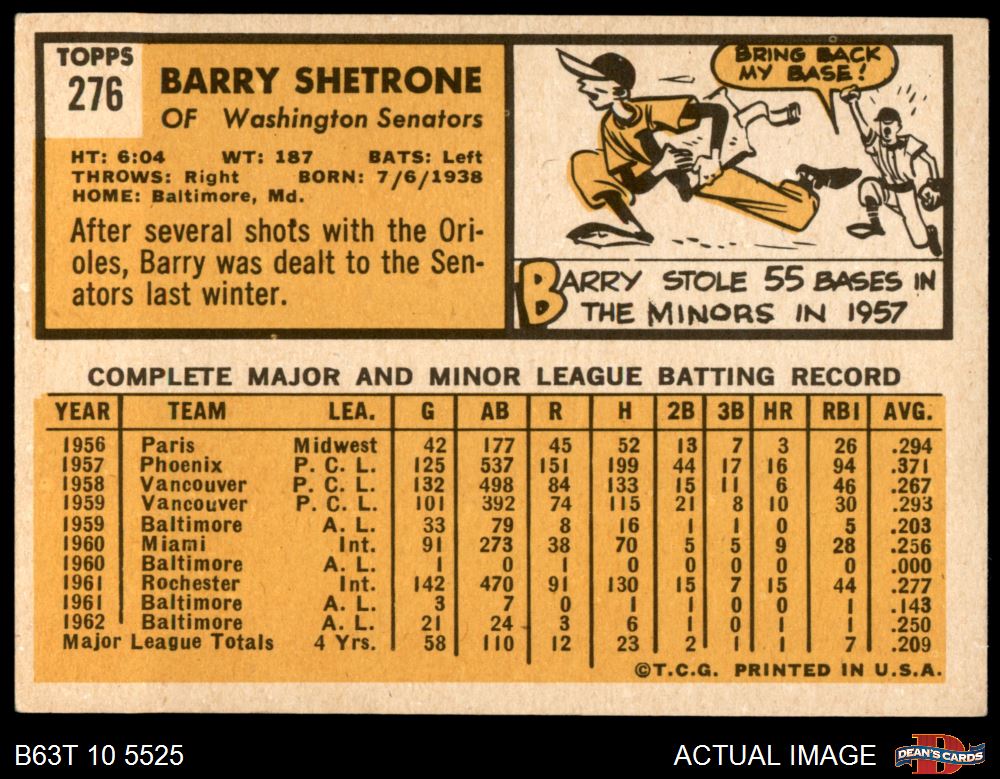 TOPPS
276
BARRY SHETRONE
OF Washington Senators
HT: 6:04 WT: 187 BATS: Left
THROWS: Right BORN: 7/6/1938
HOME: Baltimore, Md.
After several shots with the Ori-
oles, Barry was dealt to the Sen-
ators last winter.
BRING BACK
MY BASE!
BARRY STOLE 55 BASES IN
THE MINORS IN 1957
COMPLETE MAJOR AND MINOR LEAGUE BATTING RECORD
YEAR TEAM LEA. G AB R H 2B 3B HR RBI AVG.
1956 Paris Midwest 42 177 45 52 13 7 3 26 .294
1957 Phoenix P. C. L. 125 537 151 199 44 17 16 94 .371
1958 Vancouver P. C. L. 132 498 84 133 15 11 6 46 .267
1959 Vancouver P. C. L. 101 392 74 115 21 8 10 30 .293
1959 Baltimore A. L. 33 79 8 16 1 1 0 5 .203
1960 Miami Int. 91 273 38 70 5 5 9 28 .256
1960 Baltimore A. L. 1 0 1 0 0 0 0 0 .000
1961 Rochester Int. 142 470 91 130 15 7 15 44 .277
1961 Baltimore A. L. 3 7 0 1 1 0 0 1 .143
1962 Baltimore A. L. 21 24 3 6 1 0 1 1 .250
Major League Totals 4 Yrs. 58 110 12 23 2 1 1 7 .209
©T.C.G. PRINTED IN U.S.A.
B63T 10 5525
ACTUAL IMAGE
DEAN'S CARDS